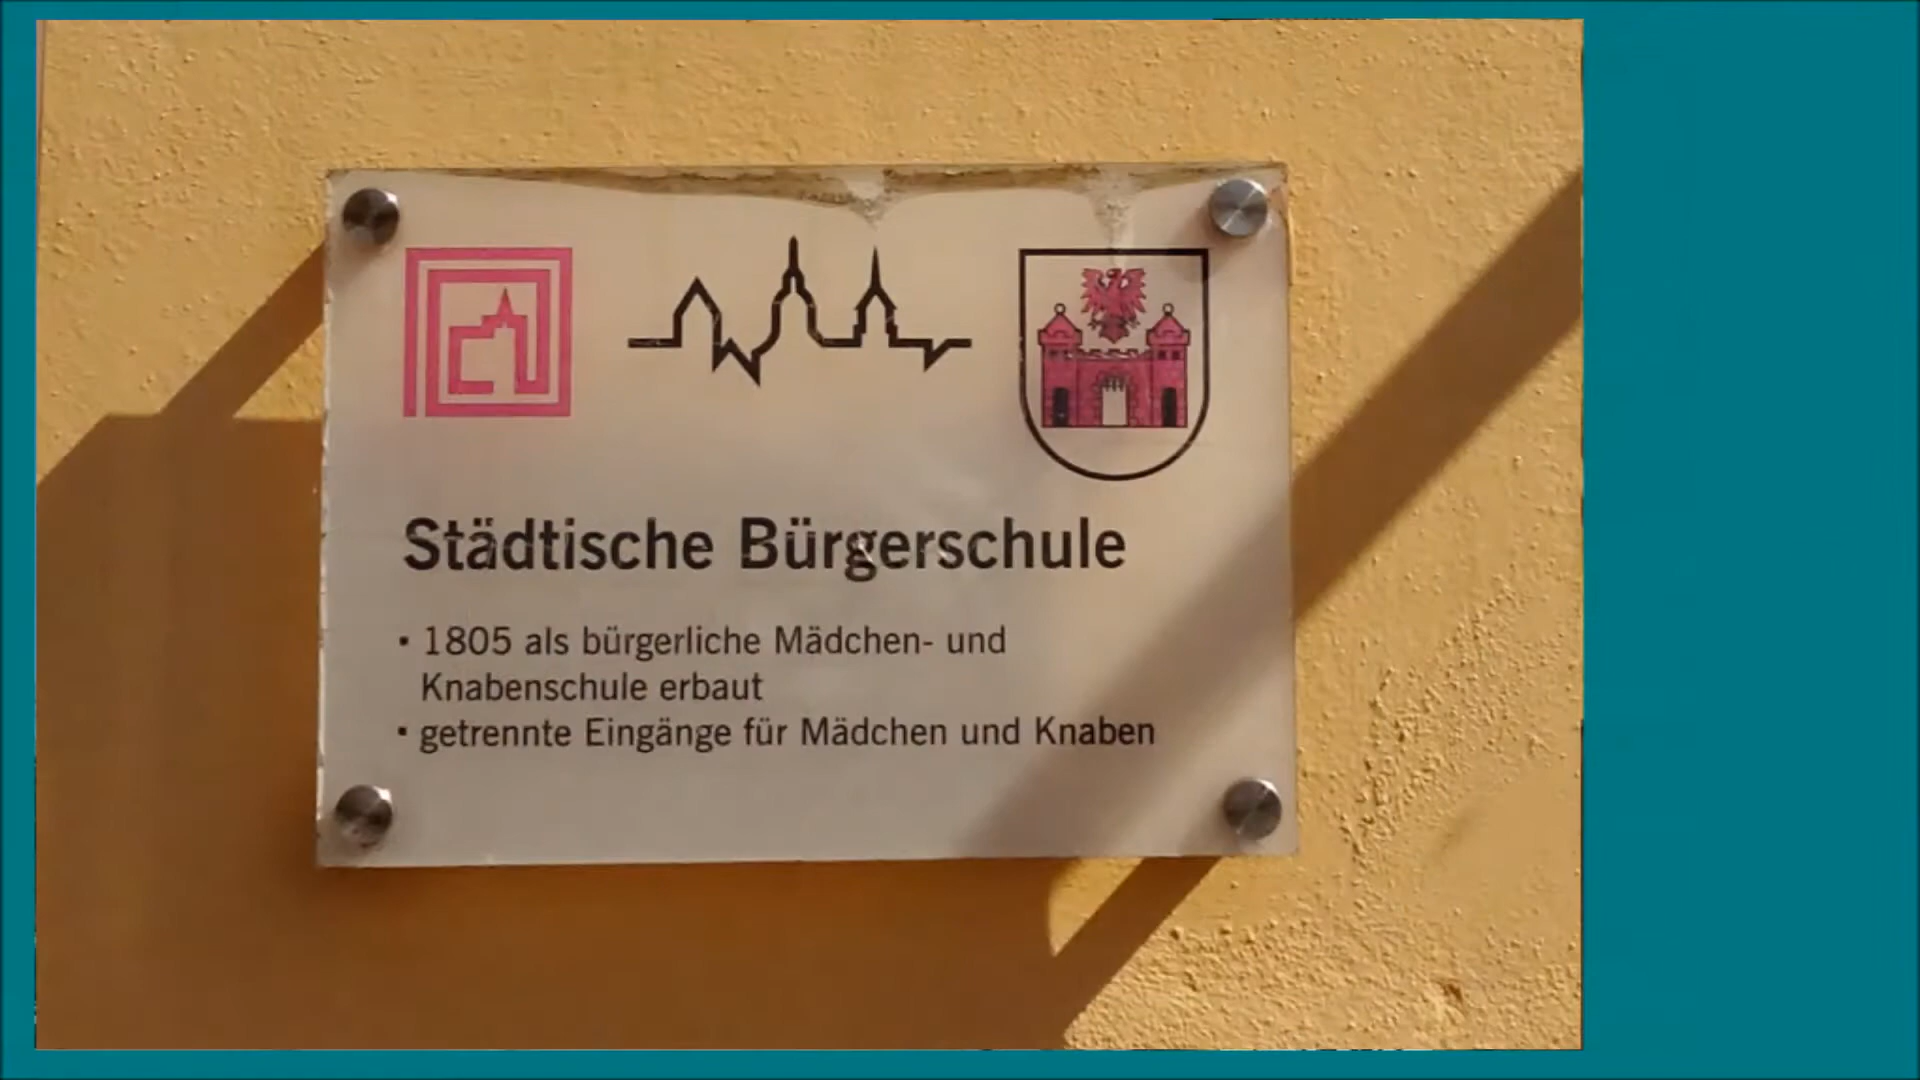 Städtische Bürgerschule
▪ 1805 als bürgerliche Mädchen- und
Knabenschule erbaut
▪ getrennte Eingänge für Mädchen und Knaben